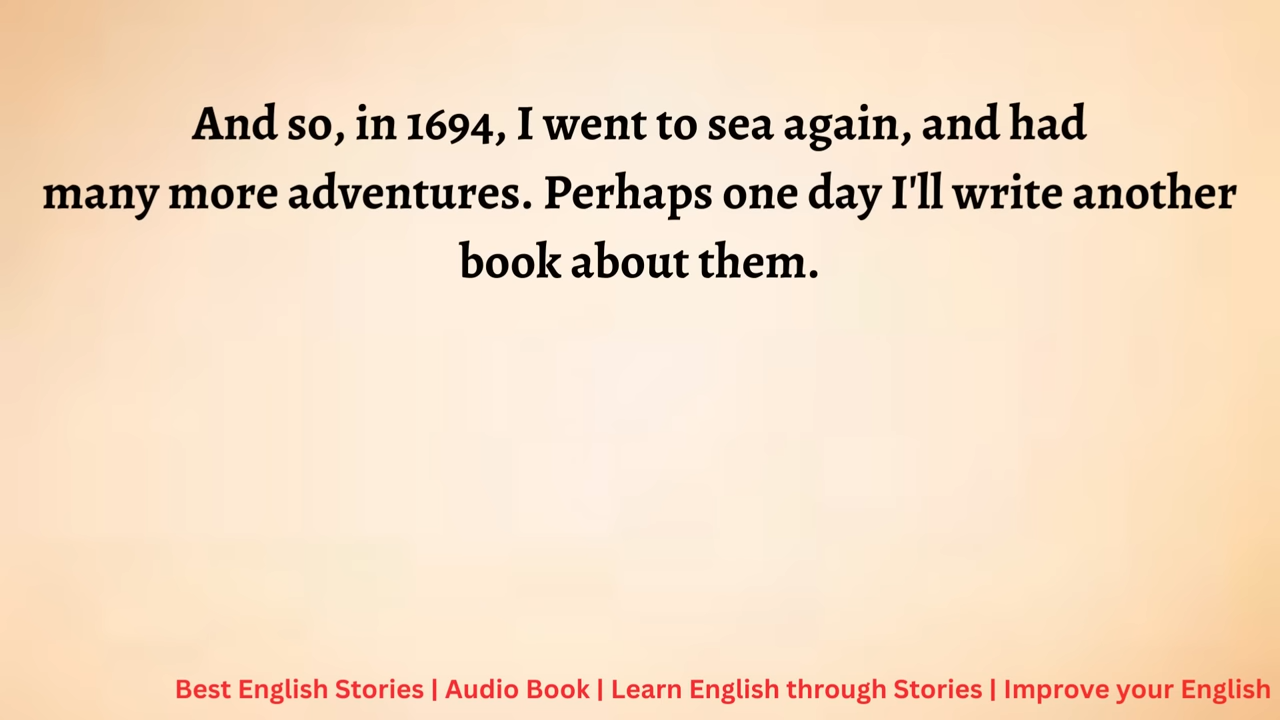 And so, in 1694, I went to sea again, and had
many more adventures. Perhaps one day I'll write another
book about them.
Best English Stories | Audio Book | Learn English through Stories | Improve your English